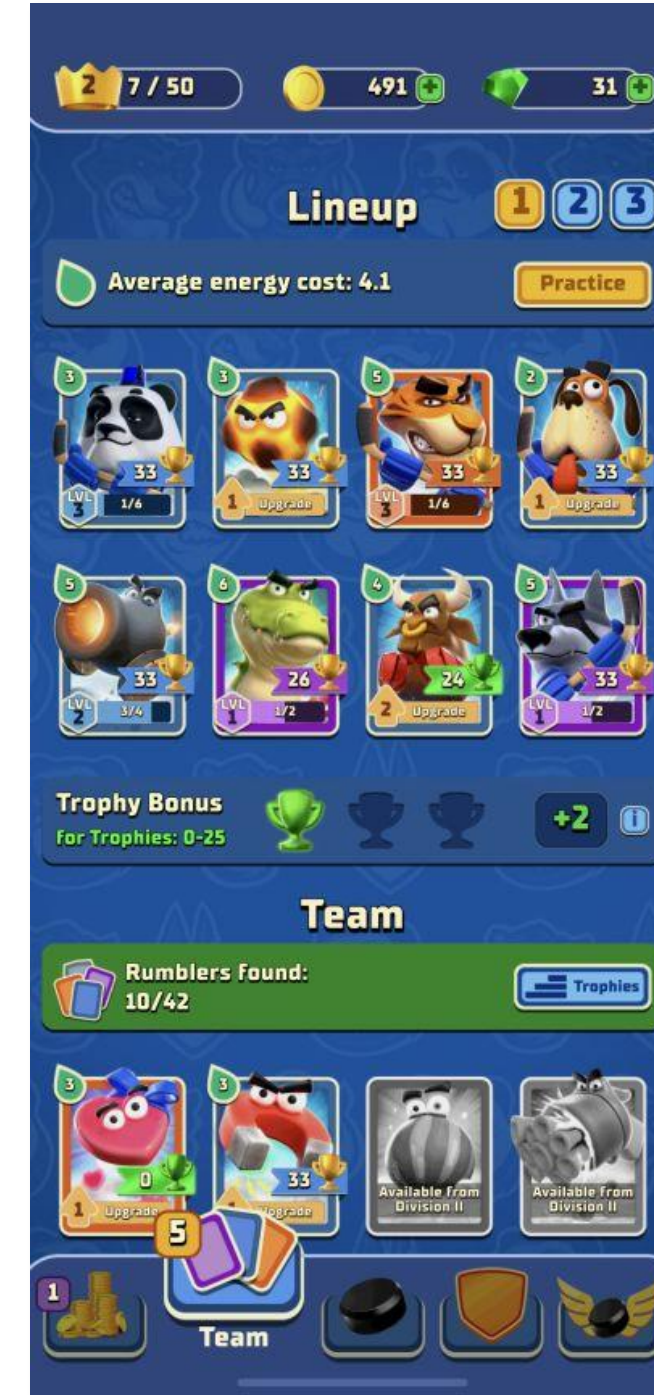 2 7 / 50 491 + 31 +
Lineup 1 2 3
Average energy cost: 4.1 Practice
3 3 5 2
33 33 33 33
LVL 3 1/6 1 Upgrade LVL 3 1/6 1 Upgrade
5 6 4 5
33 26 24 33
LVL 2 3/4 LVL 1 1/2 2 Upgrade LVL 1 1/2
Trophy Bonus
for Trophies: 0-25 +2 i
Team
Rumblers found:
10/42 Trophies
3 3
0 33
Available from Available from
Division II Division II
1 Upgrade
5
1
Team